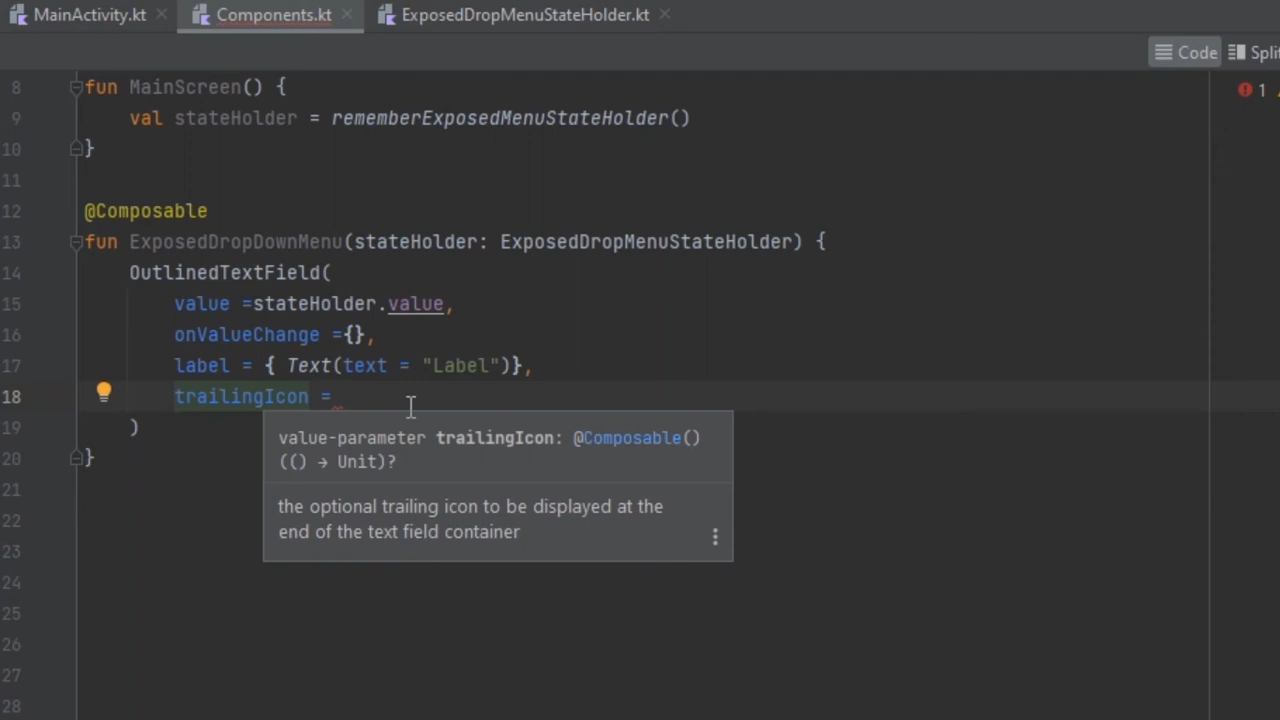 MainActivity.kt Components.kt ExposedDropMenuStateHolder.kt
Code Split
8 fun MainScreen() {
1
9 val stateHolder = rememberExposedMenuStateHolder()
10 }
11
12 @Composable
13 fun ExposedDropDownMenu(stateHolder: ExposedDropMenuStateHolder) {
14 OutlinedTextField(
15 value =stateHolder.value,
16 onValueChange ={},
17 label = { Text(text = "Label")},
18 trailingIcon =
19 )
value-parameter trailingIcon: @Composable()
20 }
(() → Unit)?
21
the optional trailing icon to be displayed at the
22
end of the text field container
23
24
25
26
27
28